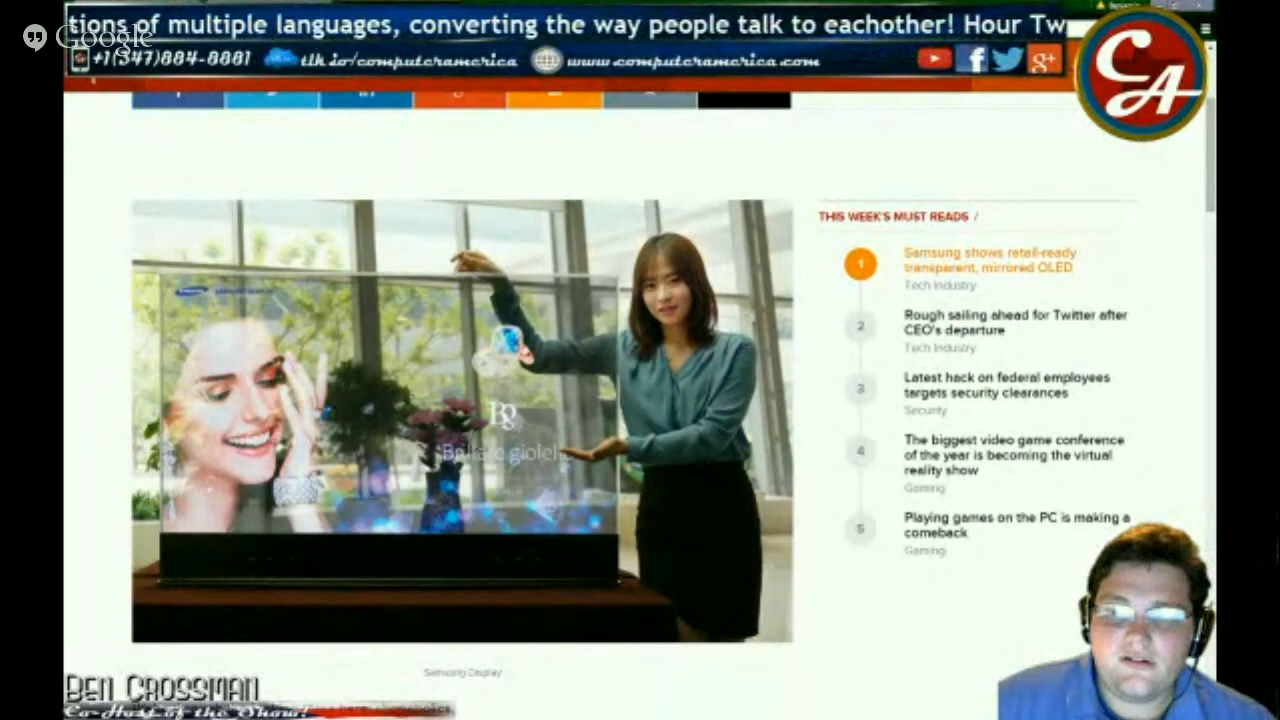 tions of multiple languages, converting the way people talk to eachother! Hour Tw
Google
+1(347)884-8881
tlk.io/computeramerica
www.computeramerica.com
CA
THIS WEEK'S MUST READS /
1
Samsung shows retail-ready
transparent, mirrored OLED
Tech Industry
2
Rough sailing ahead for Twitter after
CEO's departure
Tech Industry
3
Latest hack on federal employees
targets security clearances
Security
4
The biggest video game conference
of the year is becoming the virtual
reality show
Gaming
5
Playing games on the PC is making a
comeback
Gaming
SAMSUNG
Bg
Samsung Display
BEN CROSSMAN
Co-Host of the Show!